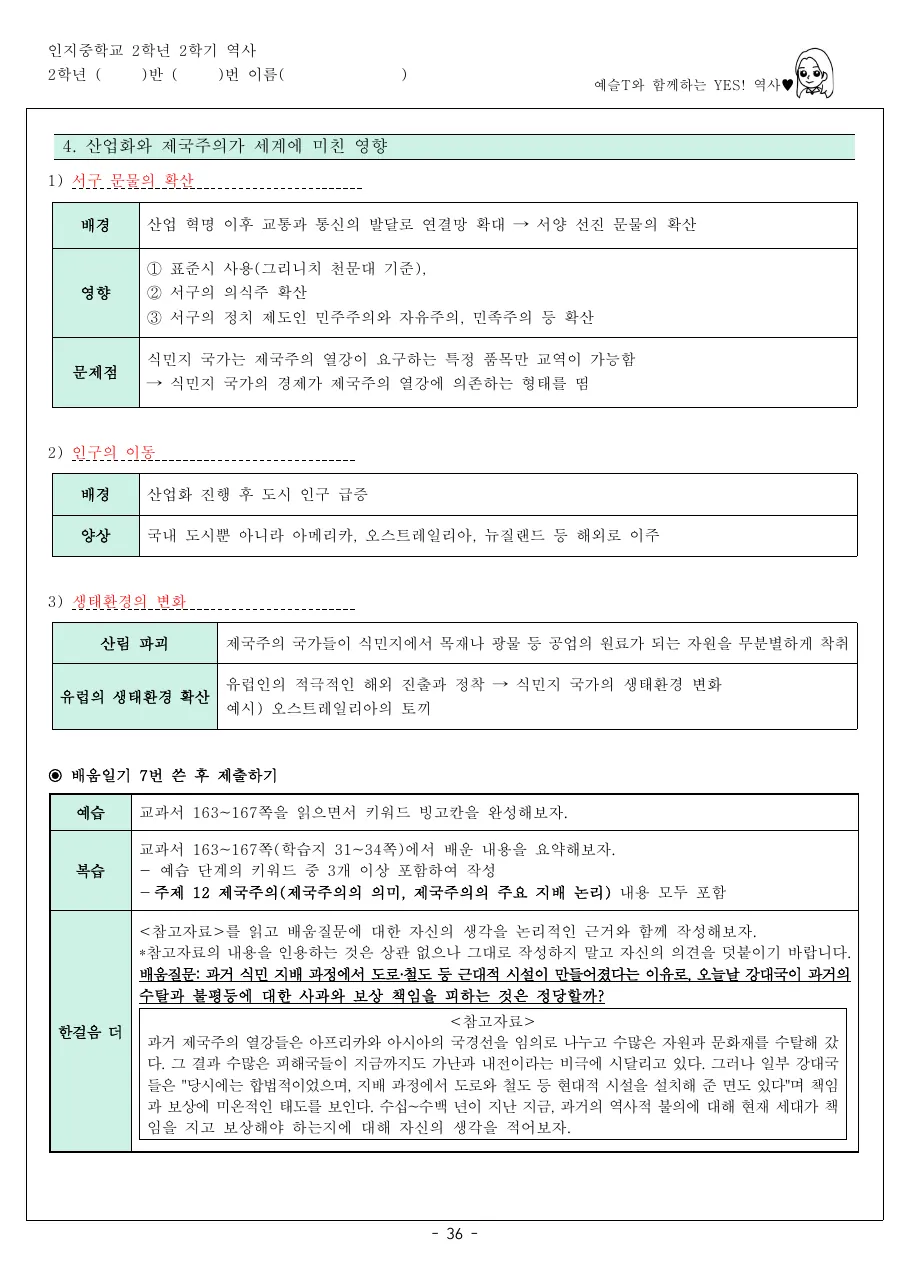 인지중학교 2학년 2학기 역사
2학년 (      )반 (      )번 이름(                  )
예슬T와 함께하는 YES! 역사♥
4. 산업화와 제국주의가 세계에 미친 영향
1) 서구 문물의 확산
배경
산업 혁명 이후 교통과 통신의 발달로 연결망 확대 → 서양 선진 문물의 확산
영향
① 표준시 사용(그리니치 천문대 기준),
② 서구의 의식주 확산
③ 서구의 정치 제도인 민주주의와 자유주의, 민족주의 등 확산
문제점
식민지 국가는 제국주의 열강이 요구하는 특정 품목만 교역이 가능함
→ 식민지 국가의 경제가 제국주의 열강에 의존하는 형태를 띰
2) 인구의 이동
배경
산업화 진행 후 도시 인구 급증
양상
국내 도시뿐 아니라 아메리카, 오스트레일리아, 뉴질랜드 등 해외로 이주
3) 생태환경의 변화
산림 파괴
제국주의 국가들이 식민지에서 목재나 광물 등 공업의 원료가 되는 자원을 무분별하게 착취
유럽의 생태환경 확산
유럽인의 적극적인 해외 진출과 정착 → 식민지 국가의 생태환경 변화
예시) 오스트레일리아의 토끼
◉ 배움일기 7번 쓴 후 제출하기
예습
교과서 163~167쪽을 읽으면서 키워드 빙고칸을 완성해보자.
복습
교과서 163~167쪽(학습지 31~34쪽)에서 배운 내용을 요약해보자.
- 예습 단계의 키워드 중 3개 이상 포함하여 작성
- 주제 12 제국주의(제국주의의 의미, 제국주의의 주요 지배 논리) 내용 모두 포함
한걸음 더
<참고자료>를 읽고 배움질문에 대한 자신의 생각을 논리적인 근거와 함께 작성해보자.
*참고자료의 내용을 인용하는 것은 상관 없으나 그대로 작성하지 말고 자신의 의견을 덧붙이기 바랍니다.
배움질문: 과거 식민 지배 과정에서 도로·철도 등 근대적 시설이 만들어졌다는 이유로, 오늘날 강대국이 과거의
수탈과 불평등에 대한 사과와 보상 책임을 피하는 것은 정당할까?
<참고자료>
과거 제국주의 열강들은 아프리카와 아시아의 국경선을 임의로 나누고 수많은 자원과 문화재를 수탈해 갔
다. 그 결과 수많은 피해국들이 지금까지도 가난과 내전이라는 비극에 시달리고 있다. 그러나 일부 강대국
들은 "당시에는 합법적이었으며, 지배 과정에서 도로와 철도 등 현대적 시설을 설치해 준 면도 있다"며 책임
과 보상에 미온적인 태도를 보인다. 수십~수백 년이 지난 지금, 과거의 역사적 불의에 대해 현재 세대가 책
임을 지고 보상해야 하는지에 대해 자신의 생각을 적어보자.
- 36 -